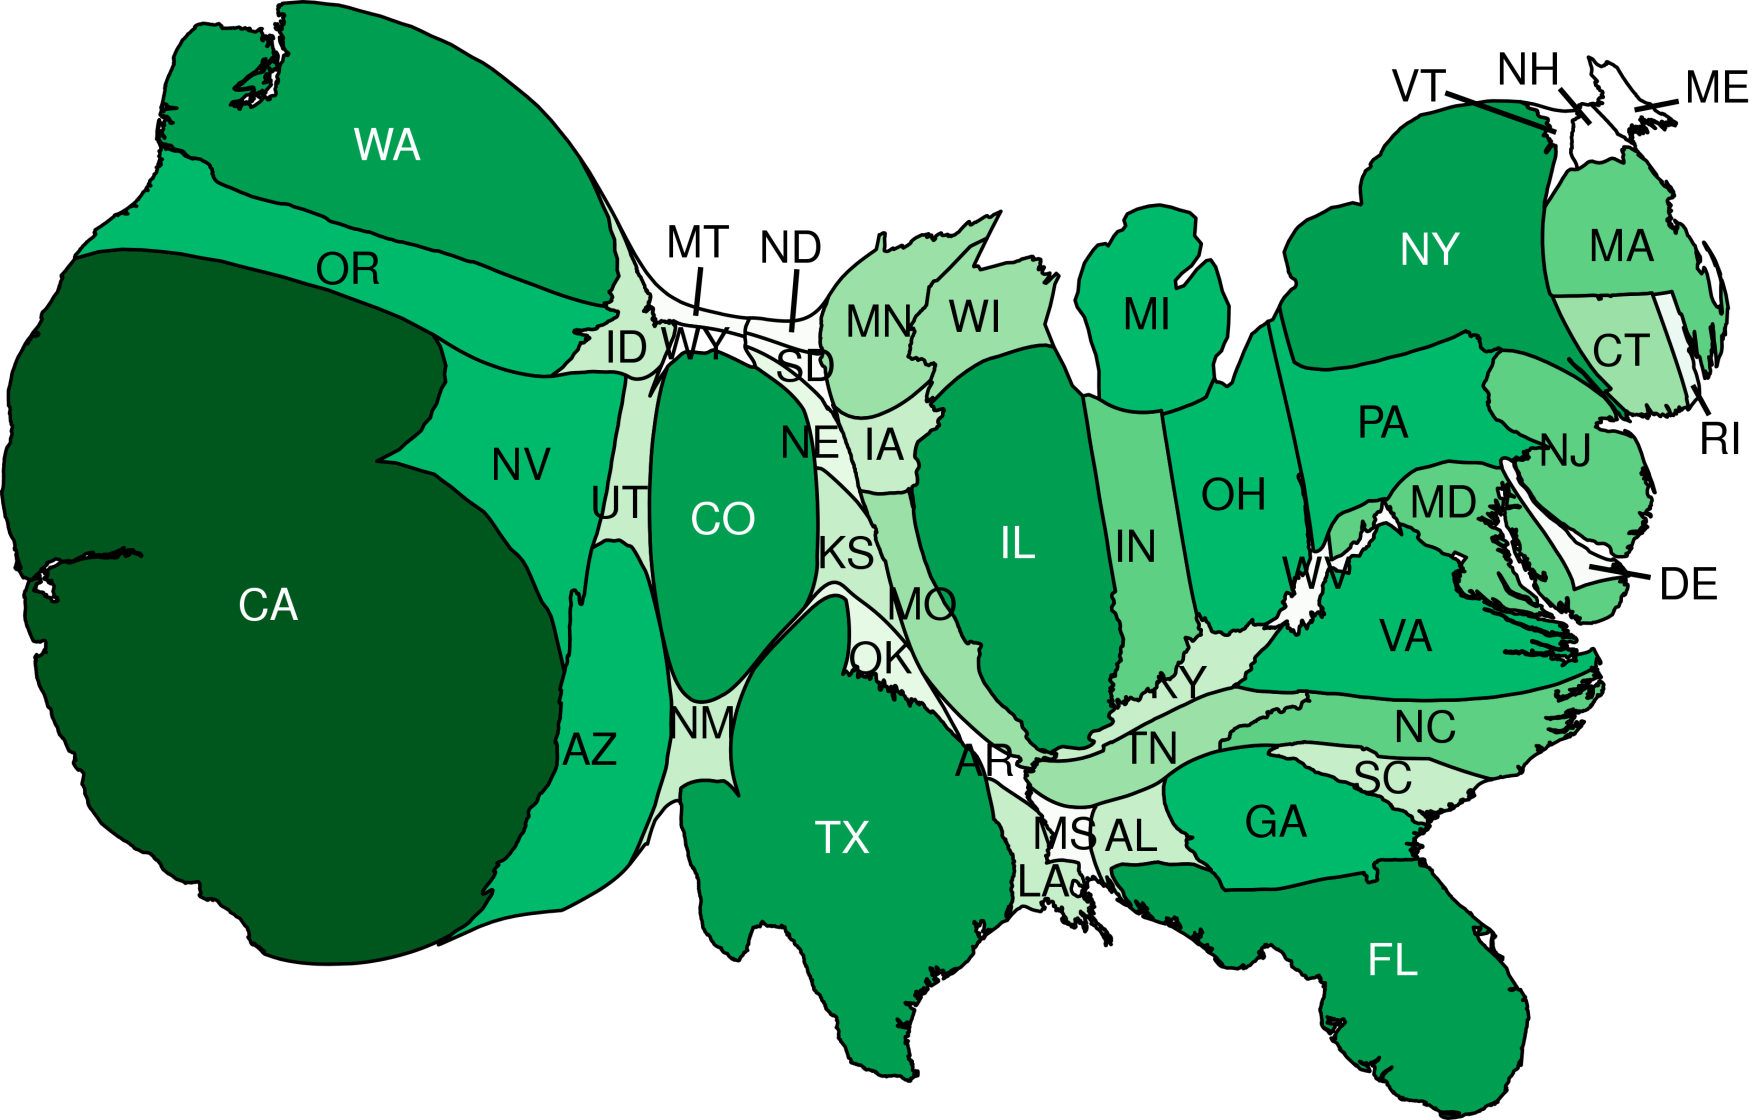 NH
VT
ME
WA
MT
ND
NY
MA
OR
MI
WI
MN
ID
WY
CT
SD
PA
RI
NE
IA
NJ
NV
UT
CO
OH
MD
IL
IN
KS
WV
DE
CA
MO
VA
OK
KY
NM
NC
AZ
TN
AR
SC
TX
MS
AL
GA
LA
FL